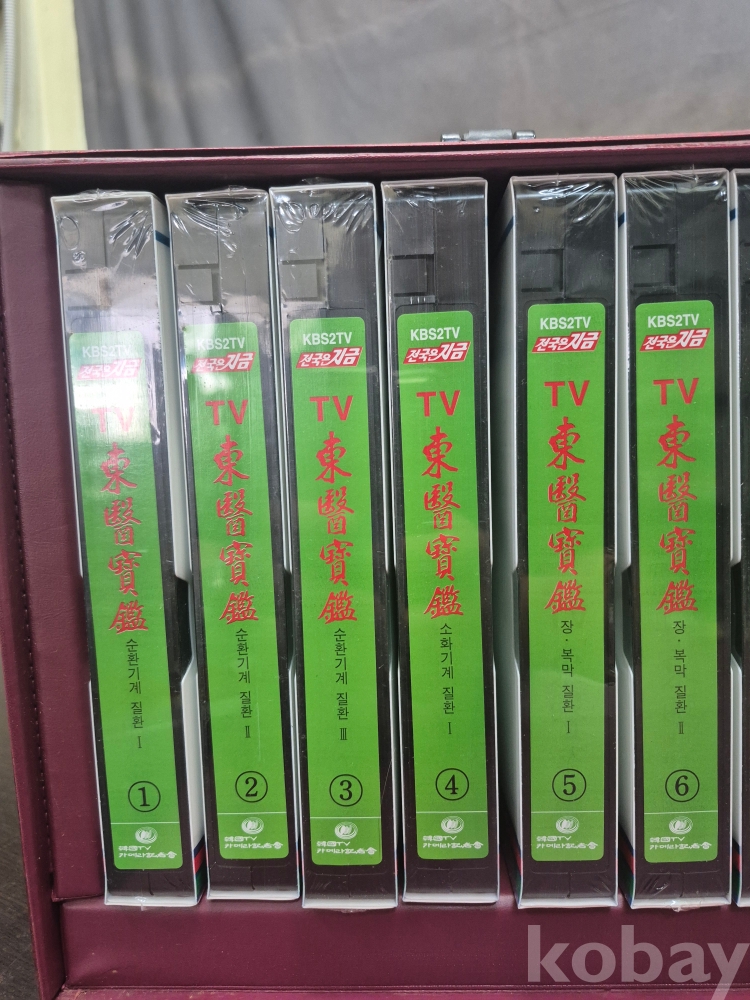 KBS2TV
전국은지금
TV
東醫寶鑑
순환기계 질환 Ⅰ
①
KBS2TV
전국은지금
TV
東醫寶鑑
순환기계 질환 Ⅱ
②
KBS2TV
전국은지금
TV
東醫寶鑑
순환기계 질환 Ⅲ
③
KBS2TV
전국은지금
TV
東醫寶鑑
소화기계 질환 Ⅰ
④
KBS2TV
전국은지금
TV
東醫寶鑑
장·복막 질환 Ⅰ
⑤
KBS2TV
전국은지금
TV
東醫寶鑑
장·복막 질환 Ⅱ
⑥
kobay